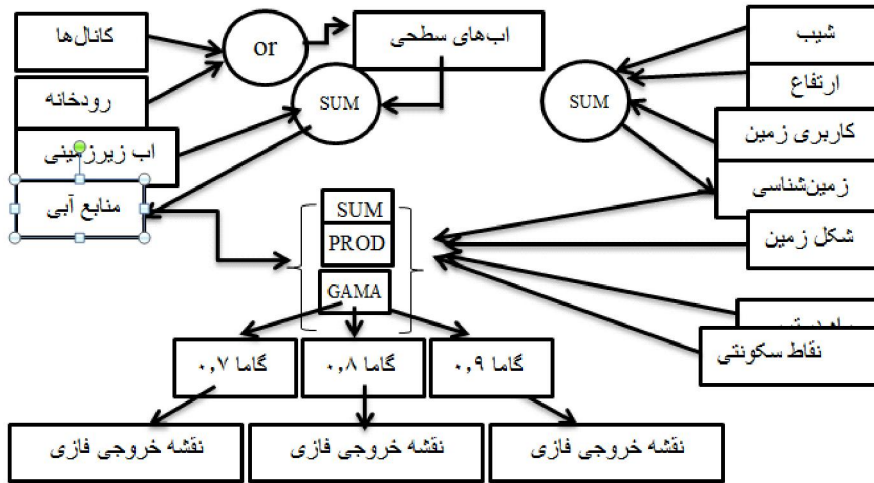 کانال‌ها
or
اب‌های سطحی
شیب
رودخانه
SUM
SUM
ارتفاع
کاربری زمین
اب زیرزمینی
زمین‌شناسی
منابع آبی
SUM
PROD
شکل زمین
GAMA
نقاط سکونتی
گاما ۰٫۷
گاما ۰٫۸
گاما ۰٫۹
نقشه خروجی فازی
نقشه خروجی فازی
نقشه خروجی فازی